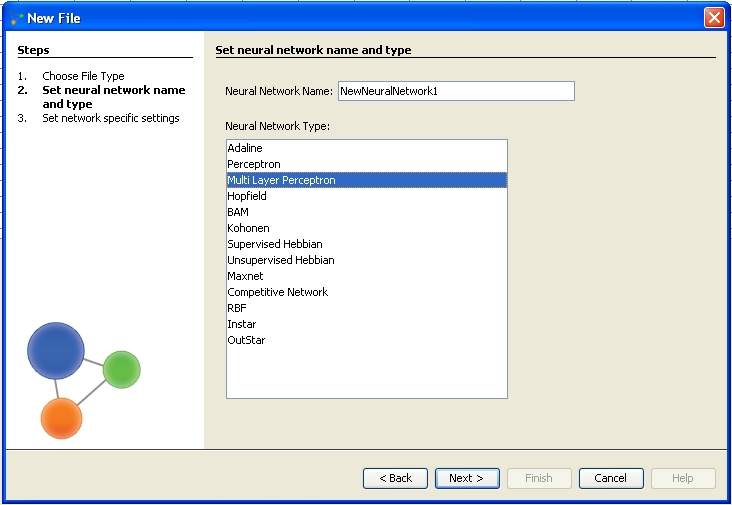 New File
Steps
1. Choose File Type
2. Set neural network name
and type
3. Set network specific settings
Set neural network name and type
Neural Network Name: NewNeuralNetwork1
Neural Network Type:
Adaline
Perceptron
Multi Layer Perceptron
Hopfield
BAM
Kohonen
Supervised Hebbian
Unsupervised Hebbian
Maxnet
Competitive Network
RBF
Instar
OutStar
< Back Next > Finish Cancel Help